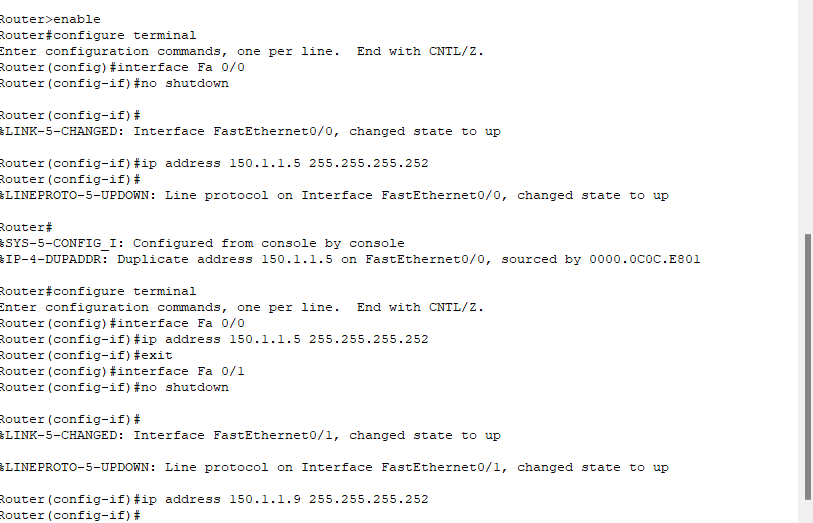 Router>enable
Router#configure terminal
Enter configuration commands, one per line.  End with CNTL/Z.
Router(config)#interface Fa 0/0
Router(config-if)#no shutdown
Router(config-if)#
%LINK-5-CHANGED: Interface FastEthernet0/0, changed state to up
Router(config-if)#ip address 150.1.1.5 255.255.255.252
Router(config-if)#
%LINEPROTO-5-UPDOWN: Line protocol on Interface FastEthernet0/0, changed state to up
Router#
%SYS-5-CONFIG_I: Configured from console by console
%IP-4-DUPADDR: Duplicate address 150.1.1.5 on FastEthernet0/0, sourced by 0000.0C0C.E801
Router#configure terminal
Enter configuration commands, one per line.  End with CNTL/Z.
Router(config)#interface Fa 0/0
Router(config-if)#ip address 150.1.1.5 255.255.255.252
Router(config-if)#exit
Router(config)#interface Fa 0/1
Router(config-if)#no shutdown
Router(config-if)#
%LINK-5-CHANGED: Interface FastEthernet0/1, changed state to up
%LINEPROTO-5-UPDOWN: Line protocol on Interface FastEthernet0/1, changed state to up
Router(config-if)#ip address 150.1.1.9 255.255.255.252
Router(config-if)#